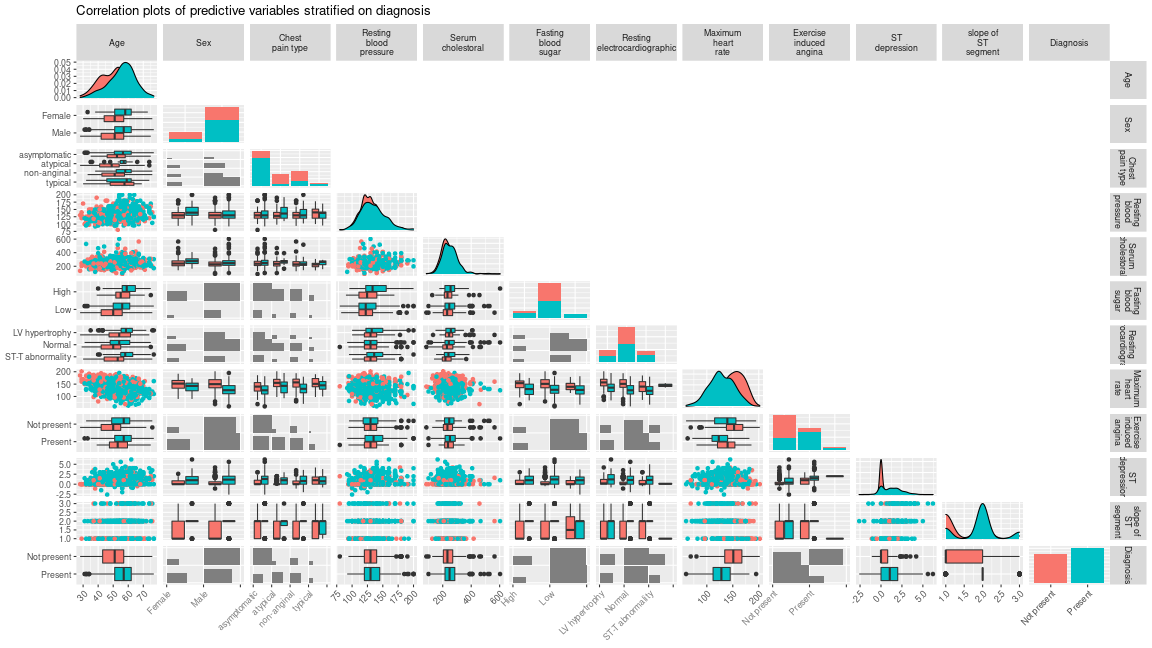 Correlation plots of predictive variables stratified on diagnosis
Age
Sex
Chest
pain type
Resting
blood
pressure
Serum
cholestoral
Fasting
blood
sugar
Resting
electrocardiographic
Maximum
heart
rate
Exercise
induced
angina
ST
depression
slope of
ST
segment
Diagnosis
0.05
0.04
0.03
0.02
0.01
0.00
Age
Female
Male
Sex
asymptomatic
atypical
non-anginal
typical
Chest
pain type
200
175
150
125
100
75
Resting
blood
pressure
600
400
200
Serum
High
Low
Fasting
blood
sugar
LV hypertrophy
Normal
ST-T abnormality
Resting
200
150
100
Maximum
heart
rate
Not present
Present
Exercise
induced
angina
5.0
2.5
0.0
-2.5
ST
depression
3.0
2.5
2.0
1.5
1.0
slope of
ST
segment
Not present
Present
Diagnosis
30 40 50 60 70
Female Male
asymptomatic atypical non-anginal typical
75 100 125 150 175 200
200 400 600
High Low
LV hypertrophy Normal ST-T abnormality
100 150 200
Not present Present
-2.5 0.0 2.5 5.0
1.0 1.5 2.0 2.5 3.0
Not present Present